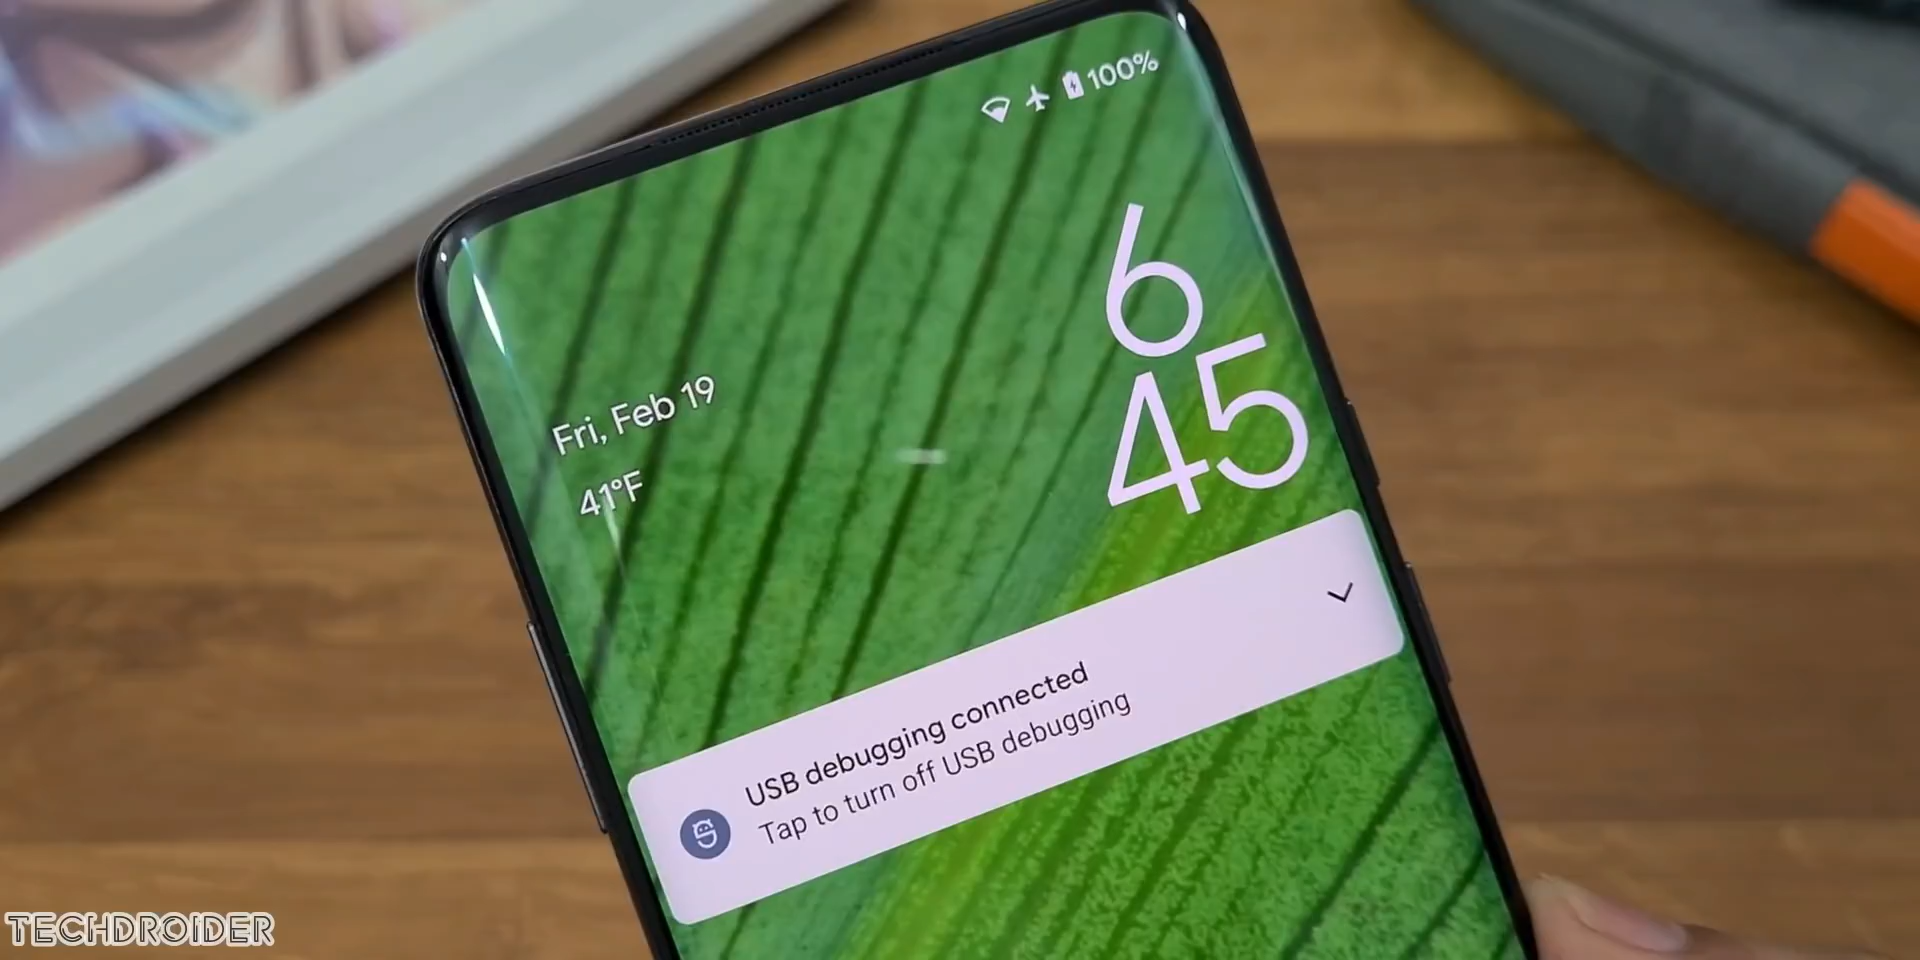 100%
6
45
Fri, Feb 19
41°F
USB debugging connected
Tap to turn off USB debugging
TECHDROIDER